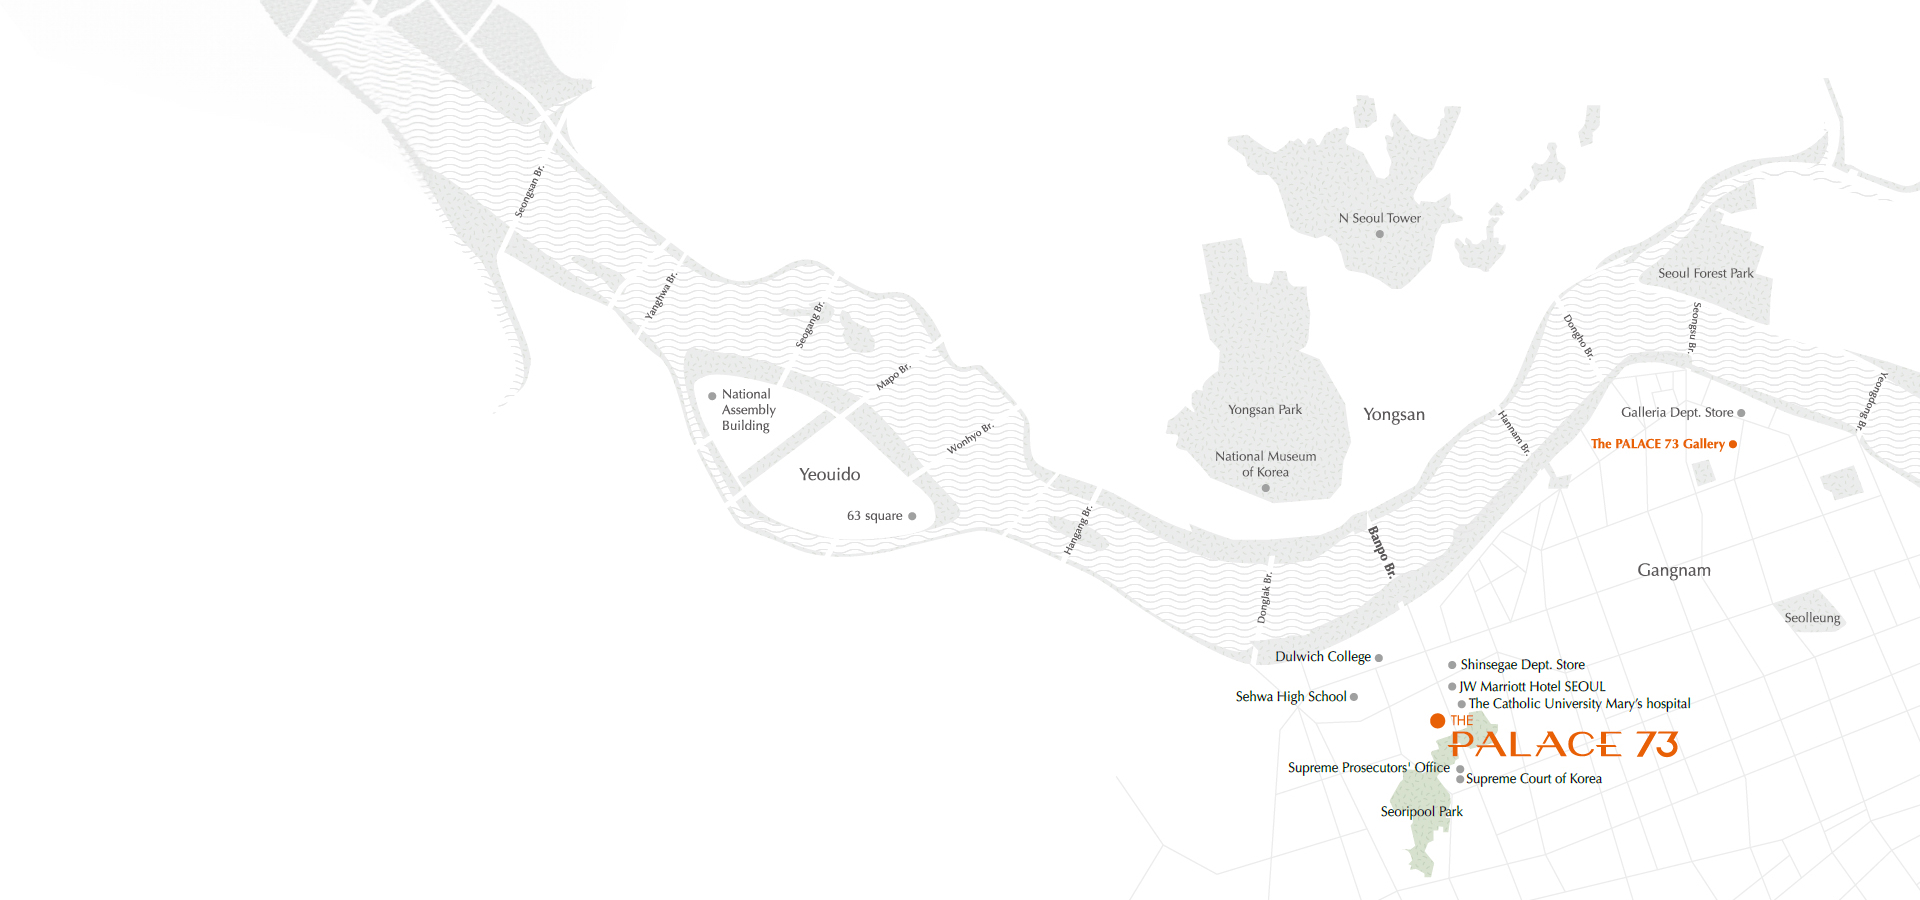 Seongsan Br.
N Seoul Tower
Seoul Forest Park
Yanghwa Br.
Seogang Br.
Dongho Br.
Seongsu Br.
Mapo Br.
National
Assembly
Building
Yongsan Park
Yongsan
Galleria Dept. Store
Yeongdong Br.
The PALACE 73 Gallery
Wonhyo Br.
Hannam Br.
National Museum
of Korea
Yeouido
63 square
Hangang Br.
Banpo Br.
Gangnam
Donglak Br.
Seolleung
Dulwich College
Shinsegae Dept. Store
JW Marriott Hotel SEOUL
Sehwa High School
The Catholic University Mary's hospital
THE
PALACE 73
Supreme Prosecutors' Office
Supreme Court of Korea
Seoripool Park